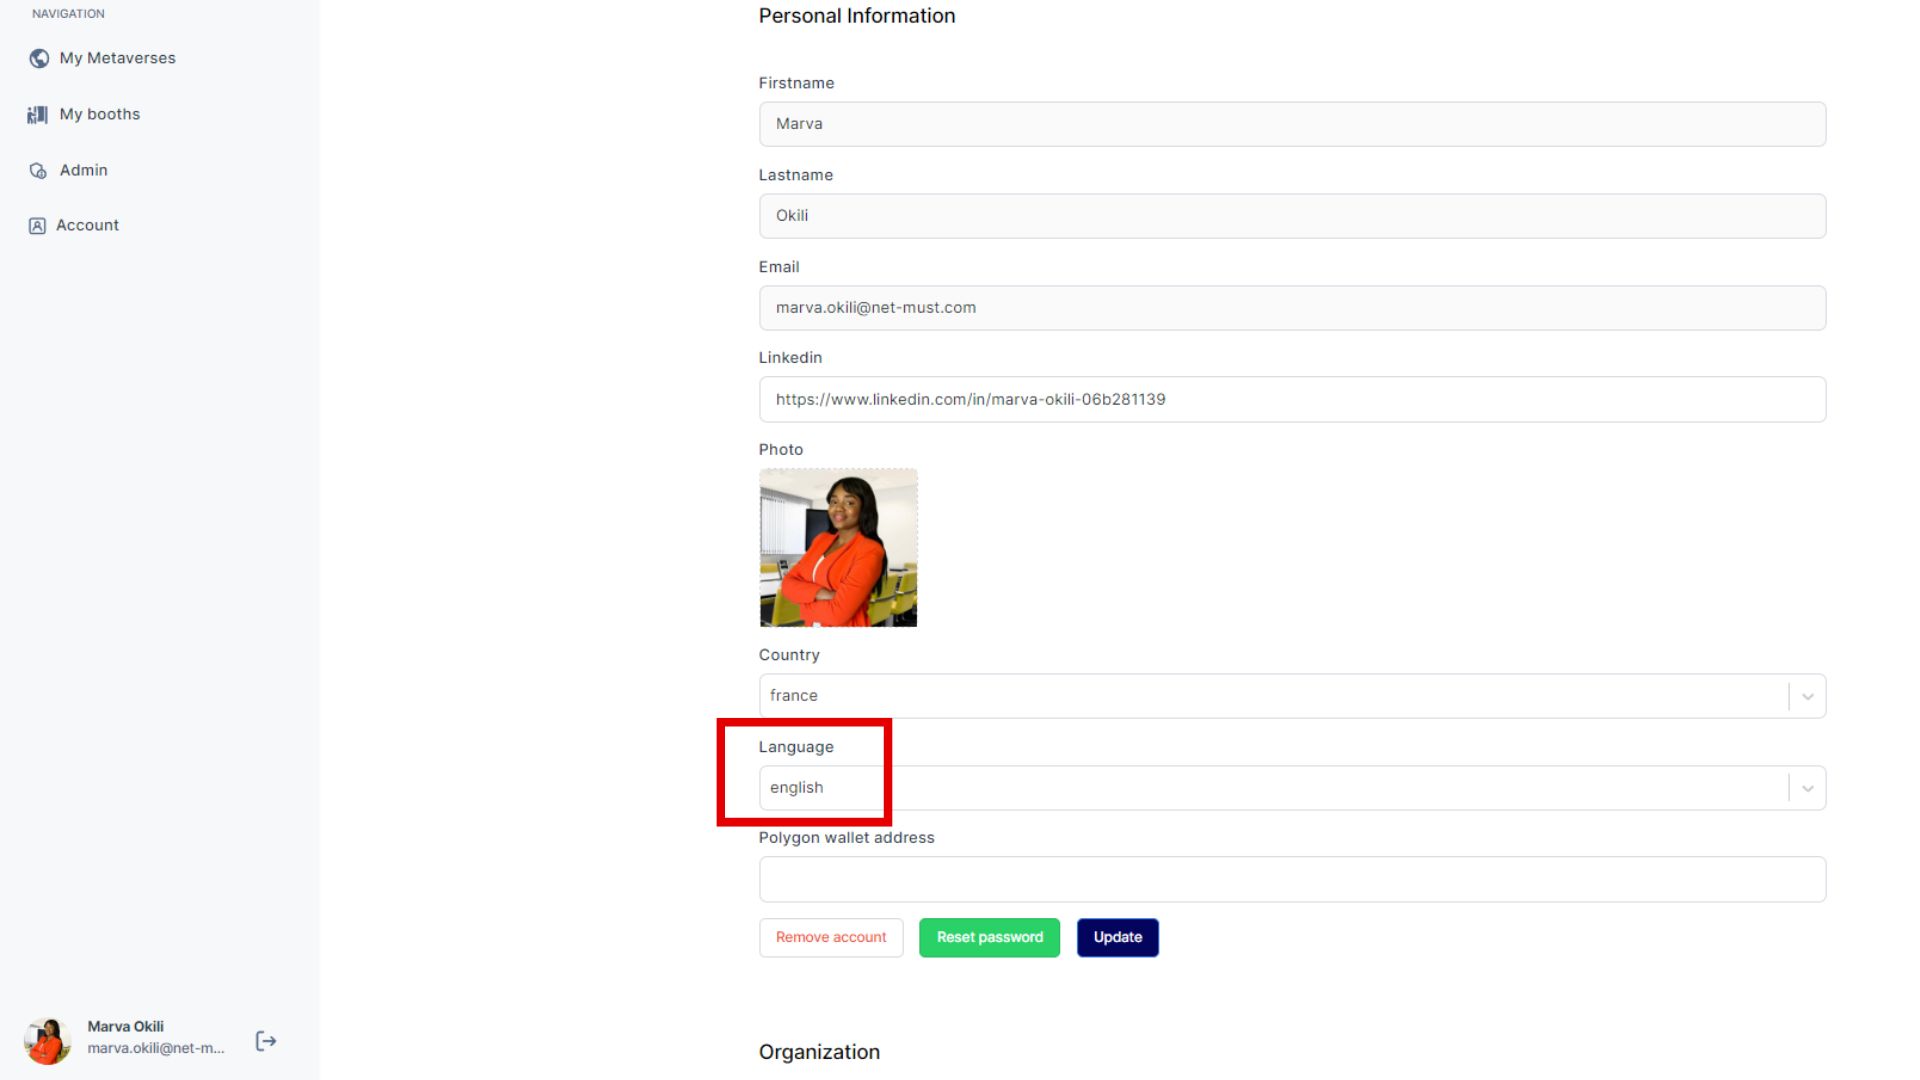 NAVIGATION
My Metaverses
My booths
Admin
Account
Personal Information
Firstname
Marva
Lastname
Okili
Email
marva.okili@net-must.com
Linkedin
https://www.linkedin.com/in/marva-okili-06b281139
Photo
Country
france
Language
english
Polygon wallet address
Remove account
Reset password
Update
Marva Okili
marva.okili@net-m...
Organization